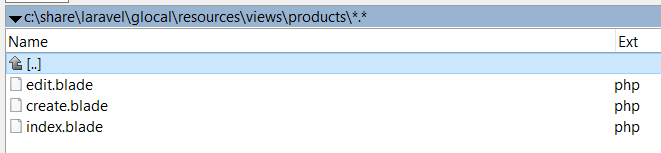 c:\share\laravel\glocal\resources\views\products\*.*
Name Ext
[..]
edit.blade php
create.blade php
index.blade php